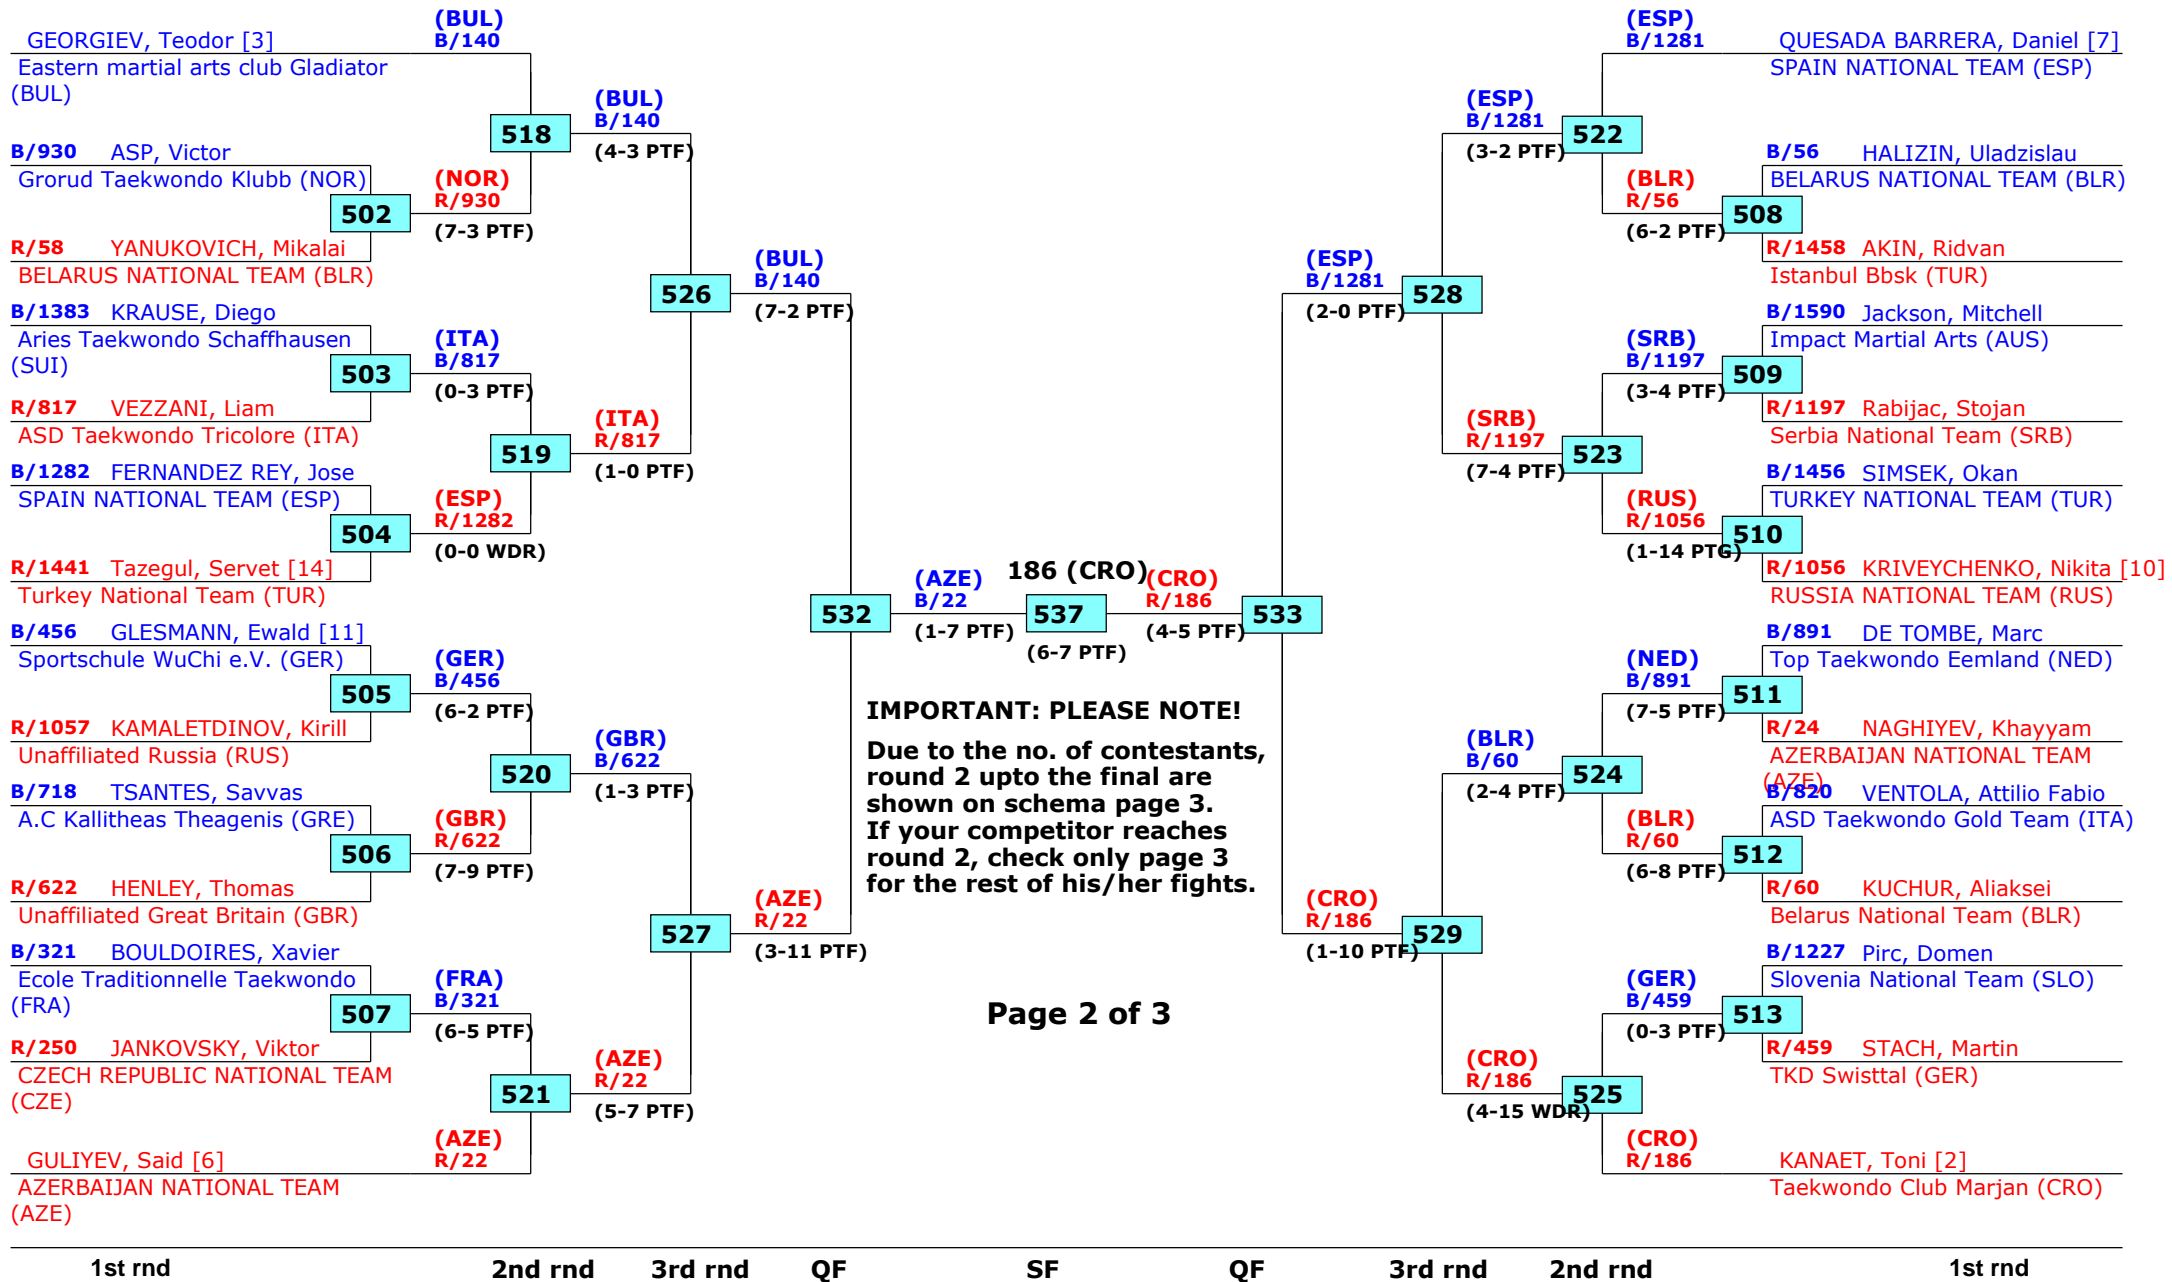 GEORGIEV, Teodor [3]
Eastern martial arts club Gladiator
(BUL)
B/930 ASP, Victor
Grorud Taekwondo Klubb (NOR)
502
R/58 YANUKOVICH, Mikalai
BELARUS NATIONAL TEAM (BLR)
B/1383 KRAUSE, Diego
Aries Taekwondo Schaffhausen
(SUI)
503
R/817 VEZZANI, Liam
ASD Taekwondo Tricolore (ITA)
B/1282 FERNANDEZ REY, Jose
SPAIN NATIONAL TEAM (ESP)
504
R/1441 Tazegul, Servet [14]
Turkey National Team (TUR)
B/456 GLESMANN, Ewald [11]
Sportschule WuChi e.V. (GER)
505
R/1057 KAMALETDINOV, Kirill
Unaffiliated Russia (RUS)
B/718 TSANTES, Savvas
A.C Kallitheas Theagenis (GRE)
506
R/622 HENLEY, Thomas
Unaffiliated Great Britain (GBR)
B/321 BOULDOIRES, Xavier
Ecole Traditionnelle Taekwondo
(FRA)
507
R/250 JANKOVSKY, Viktor
CZECH REPUBLIC NATIONAL TEAM
(CZE)
GULIYEV, Said [6]
AZERBAIJAN NATIONAL TEAM
(AZE)
(BUL)
B/140
518
(NOR)
R/930
(7-3 PTF)
(ITA)
B/817
(0-3 PTF)
519
(ESP)
R/1282
(0-0 WDR)
(GER)
B/456
(6-2 PTF)
520
(GBR)
R/622
(7-9 PTF)
(FRA)
B/321
(6-5 PTF)
521
(AZE)
R/22
(BUL)
B/140
(4-3 PTF)
526
(ITA)
R/817
(1-0 PTF)
(GBR)
B/622
(1-3 PTF)
527
(AZE)
R/22
(5-7 PTF)
(BUL)
B/140
(7-2 PTF)
532
(AZE)
R/22
(3-11 PTF)
(AZE)
B/22
(1-7 PTF)
186 (CRO)
537
(6-7 PTF)
(CRO)
R/186
(4-5 PTF)
IMPORTANT: PLEASE NOTE!
Due to the no. of contestants,
round 2 upto the final are
shown on schema page 3.
If your competitor reaches
round 2, check only page 3
for the rest of his/her fights.
Page 2 of 3
(ESP)
B/1281
(2-0 PTF)
533
(CRO)
R/186
(1-10 PTF)
(ESP)
B/1281
(3-2 PTF)
528
(SRB)
R/1197
(7-4 PTF)
(BLR)
B/60
(2-4 PTF)
529
(CRO)
R/186
(4-15 WDR)
(ESP)
B/1281
522
(BLR)
R/56
(6-2 PTF)
(SRB)
B/1197
(3-4 PTF)
523
(RUS)
R/1056
(1-14 PTG)
(NED)
B/891
(7-5 PTF)
524
(BLR)
R/60
(6-8 PTF)
(GER)
B/459
(0-3 PTF)
525
(CRO)
R/186
QUESADA BARRERA, Daniel [7]
SPAIN NATIONAL TEAM (ESP)
B/56 HALIZIN, Uladzislau
BELARUS NATIONAL TEAM (BLR)
508
R/1458 AKIN, Ridvan
Istanbul Bbsk (TUR)
B/1590 Jackson, Mitchell
Impact Martial Arts (AUS)
509
R/1197 Rabijac, Stojan
Serbia National Team (SRB)
B/1456 SIMSEK, Okan
TURKEY NATIONAL TEAM (TUR)
510
R/1056 KRIVEYCHENKO, Nikita [10]
RUSSIA NATIONAL TEAM (RUS)
B/891 DE TOMBE, Marc
Top Taekwondo Eemland (NED)
511
R/24 NAGHIYEV, Khayyam
AZERBAIJAN NATIONAL TEAM
(AZE)
B/820 VENTOLA, Attilio Fabio
ASD Taekwondo Gold Team (ITA)
512
R/60 KUCHUR, Aliaksei
Belarus National Team (BLR)
B/1227 Pirc, Domen
Slovenia National Team (SLO)
513
R/459 STACH, Martin
TKD Swisttal (GER)
KANAET, Toni [2]
Taekwondo Club Marjan (CRO)
1st rnd 2nd rnd 3rd rnd QF SF QF 3rd rnd 2nd rnd 1st rnd